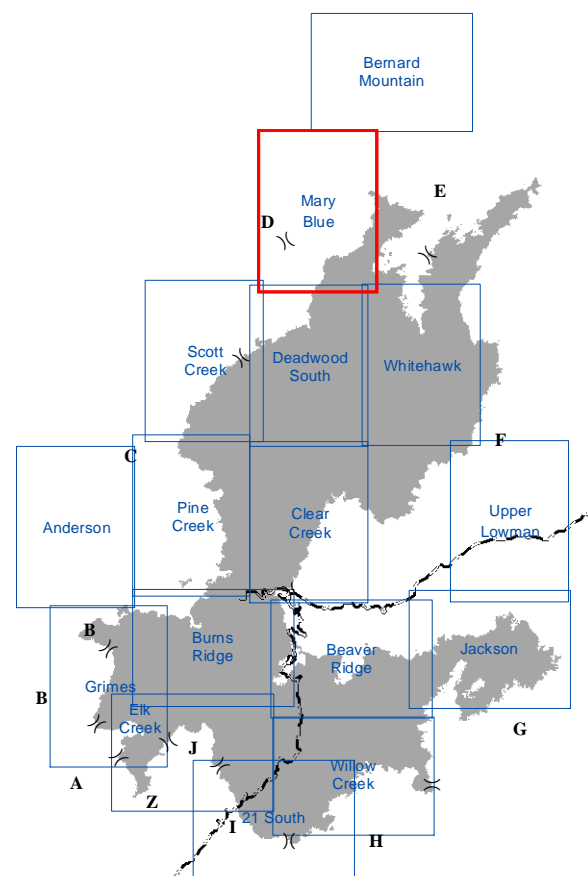 Bernard
Mountain
E
Mary
Blue
D
Scott
Creek
Deadwood
South
Whitehawk
F
C
Pine
Creek
Clear
Creek
Upper
Lowman
Anderson
B
Burns
Ridge
Beaver
Ridge
Jackson
B
Grimes
Elk
Creek
G
J
Willow
Creek
A
Z
I
21 South
H